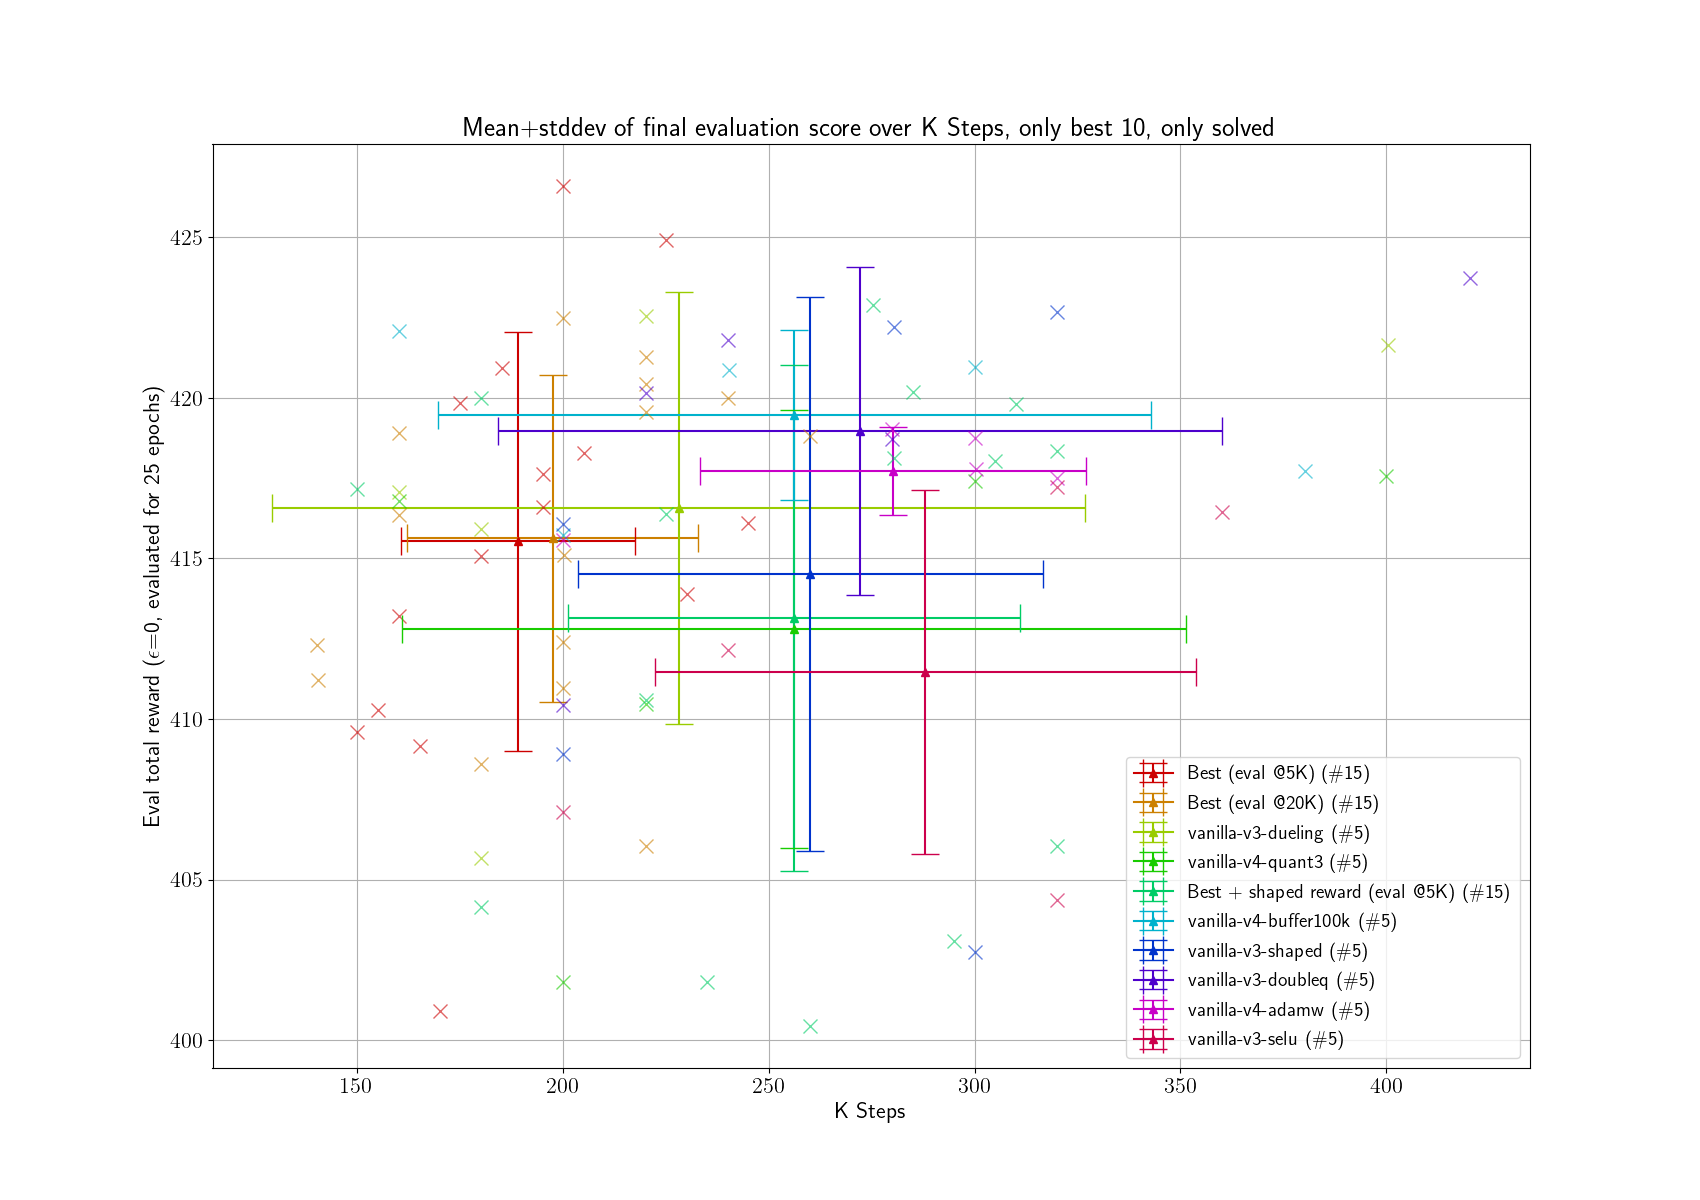 Mean+stddev of final evaluation score over K Steps, only best 10, only solved
Eval total reward (ϵ=0, evaluated for 25 epochs)
425
420
415
410
405
400
Best (eval @5K) (#15)
Best (eval @20K) (#15)
vanilla-v3-dueling (#5)
vanilla-v4-quant3 (#5)
Best + shaped reward (eval @5K) (#15)
vanilla-v4-buffer100k (#5)
vanilla-v3-shaped (#5)
vanilla-v3-doubleq (#5)
vanilla-v4-adamw (#5)
vanilla-v3-selu (#5)
150 200 250 300 350 400
K Steps